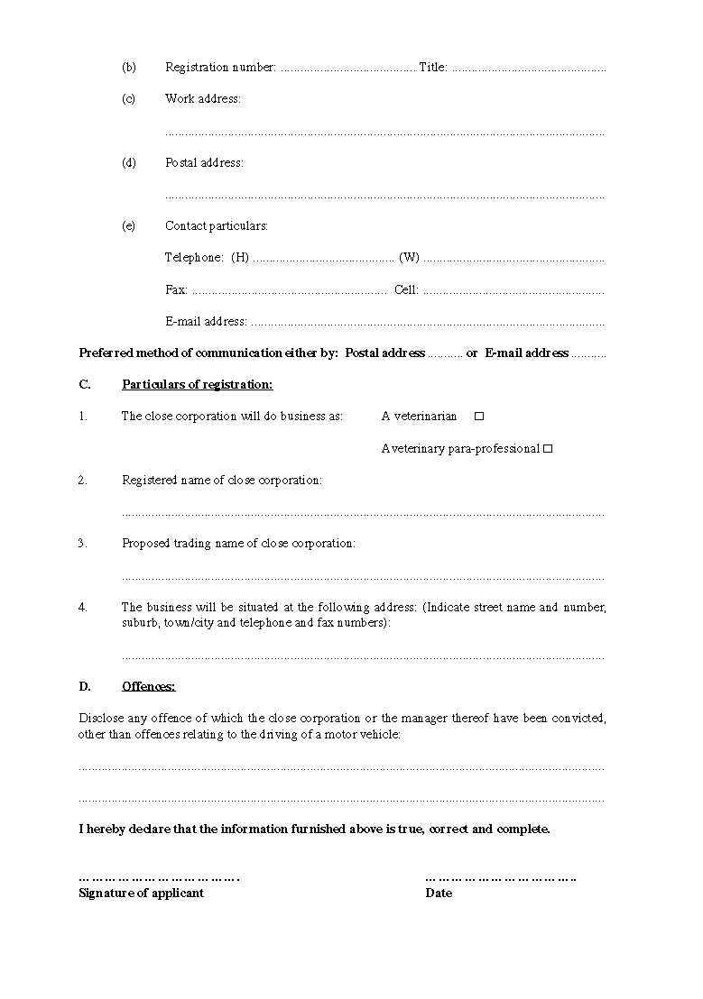 (b) Registration number: ......................................... Title: ...............................................
(c) Work address:
.....................................................................................................................................
(d) Postal address:
.....................................................................................................................................
(e) Contact particulars:
Telephone: (H) ........................................... (W) .......................................................
Fax: ........................................................... Cell: .......................................................
E-mail address: ...........................................................................................................
Preferred method of communication either by: Postal address ........... or E-mail address ...........
C. Particulars of registration:
1. The close corporation will do business as: A veterinarian □
Aveterinary para-professional □
2. Registered name of close corporation:
..................................................................................................................................................
3. Proposed trading name of close corporation:
..................................................................................................................................................
4. The business will be situated at the following address: (Indicate street name and number,
suburb, town/city and telephone and fax numbers):
..................................................................................................................................................
D. Offences:
Disclose any offence of which the close corporation or the manager thereof have been convicted,
other than offences relating to the driving of a motor vehicle:
...............................................................................................................................................................
...............................................................................................................................................................
I hereby declare that the information furnished above is true, correct and complete.
………………………………. ……………………………..
Signature of applicant Date